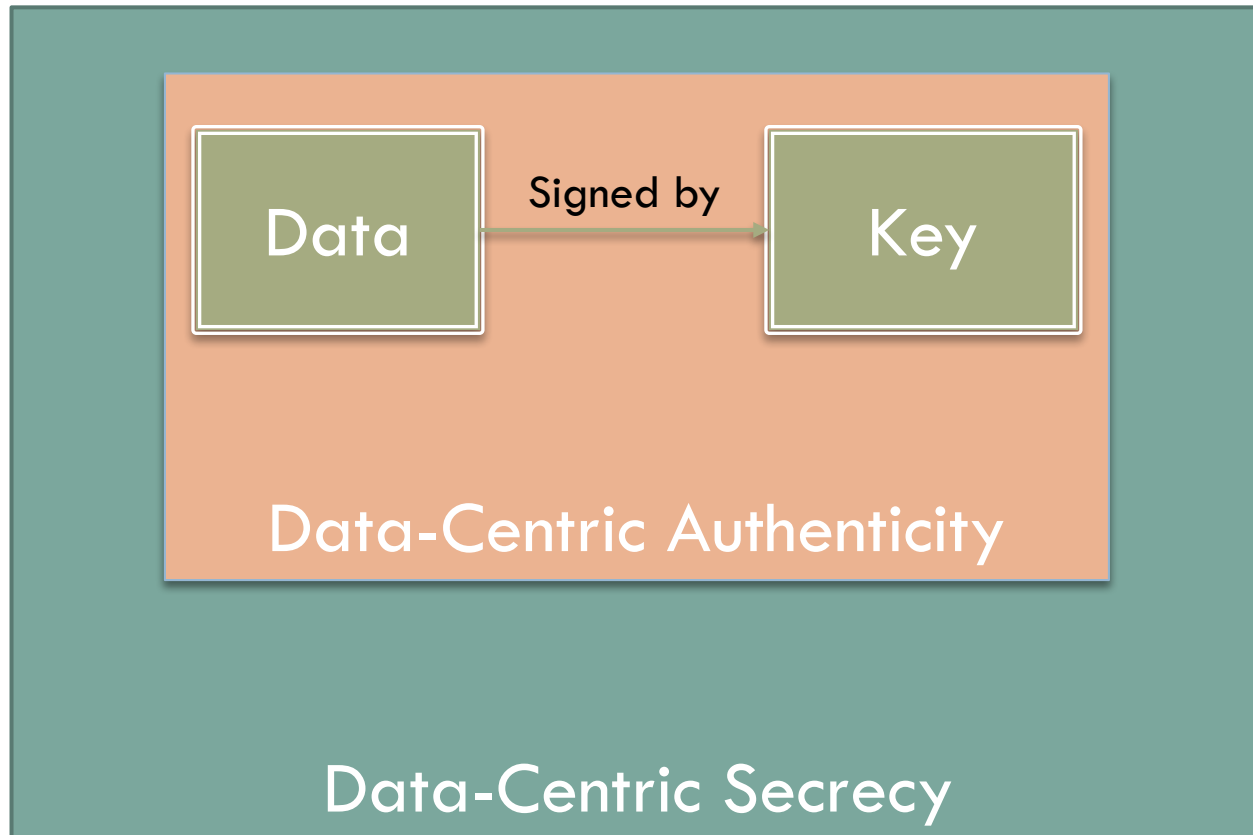 Signed by
Data
Key
Data-Centric Authenticity
Data-Centric Secrecy